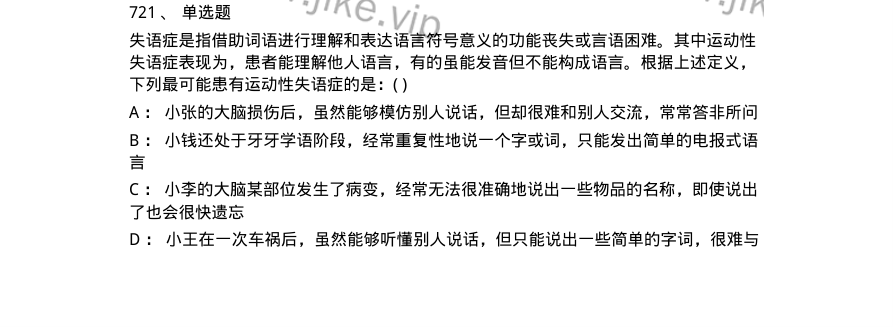 jike.vip
721 、 单选题
失语症是指借助词语进行理解和表达语言符号意义的功能丧失或言语困难。其中运动性
失语症表现为，患者能理解他人语言，有的虽能发音但不能构成语言。根据上述定义，
下列最可能患有运动性失语症的是：( )
A ： 小张的大脑损伤后，虽然能够模仿别人说话，但却很难和别人交流，常常答非所问
B ： 小钱还处于牙牙学语阶段，经常重复性地说一个字或词，只能发出简单的电报式语
言
C ： 小李的大脑某部位发生了病变，经常无法很准确地说出一些物品的名称，即使说出
了也会很快遗忘
D ： 小王在一次车祸后，虽然能够听懂别人说话，但只能说出一些简单的字词，很难与